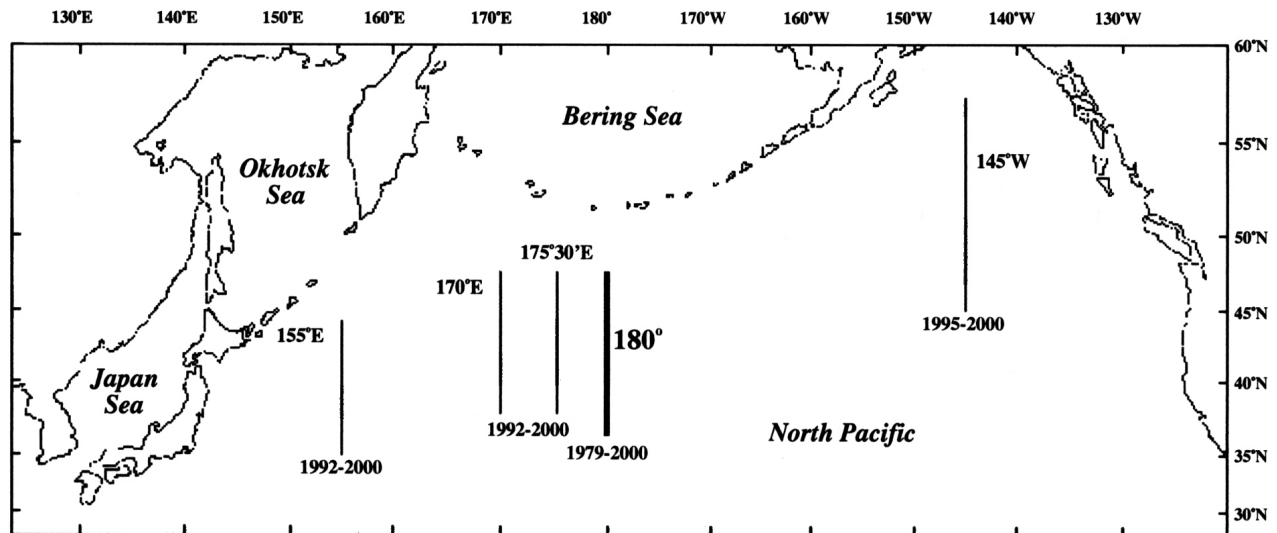 130°E 140°E 150°E 160°E 170°E 180° 170°W 160°W 150°W 140°W 130°W
60°N
Bering Sea
55°N
145°W
Okhotsk
Sea
50°N
175°30'E
170°E
45°N
1995-2000
155°E
180°
Japan
Sea
40°N
1992-2000
North Pacific
1979-2000
35°N
1992-2000
30°N